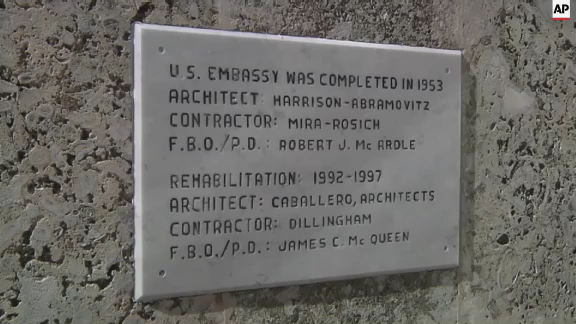 AP
U.S. EMBASSY WAS COMPLETED IN 1953
ARCHITECT: HARRISON-ABRAMOVITZ
CONTRACTOR: MIRA-ROSICH
F.B.O./P.D.: ROBERT J. Mc ARDLE
REHABILITATION: 1992-1997
ARCHITECT: CABALLERO, ARCHITECTS
CONTRACTOR: DILLINGHAM
F.B.O./P.D.: JAMES C. Mc QUEEN